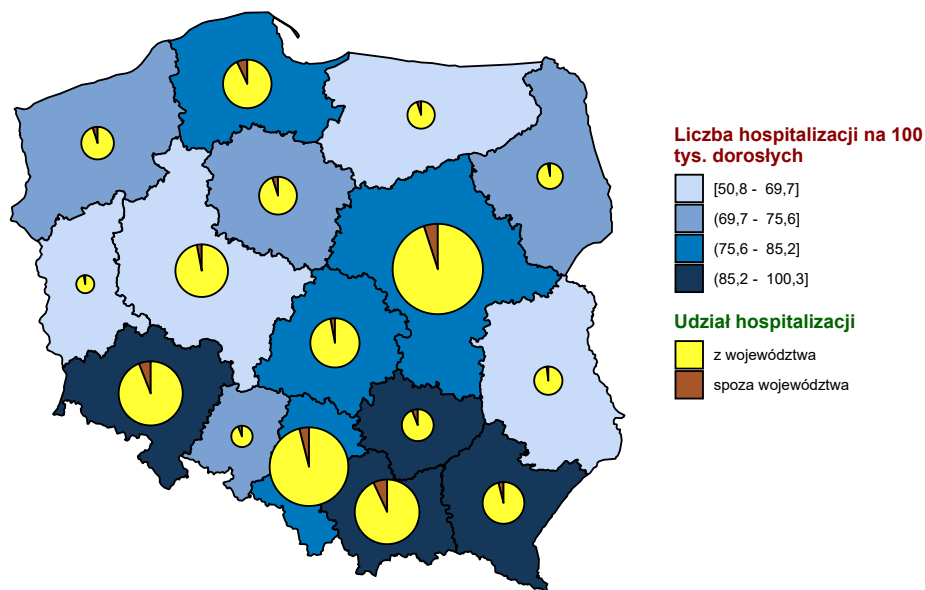 Liczba hospitalizacji na 100
tys. dorosłych
[50,8 - 69,7]
(69,7 - 75,6]
(75,6 - 85,2]
(85,2 - 100,3]
Udział hospitalizacji
z województwa
spoza województwa